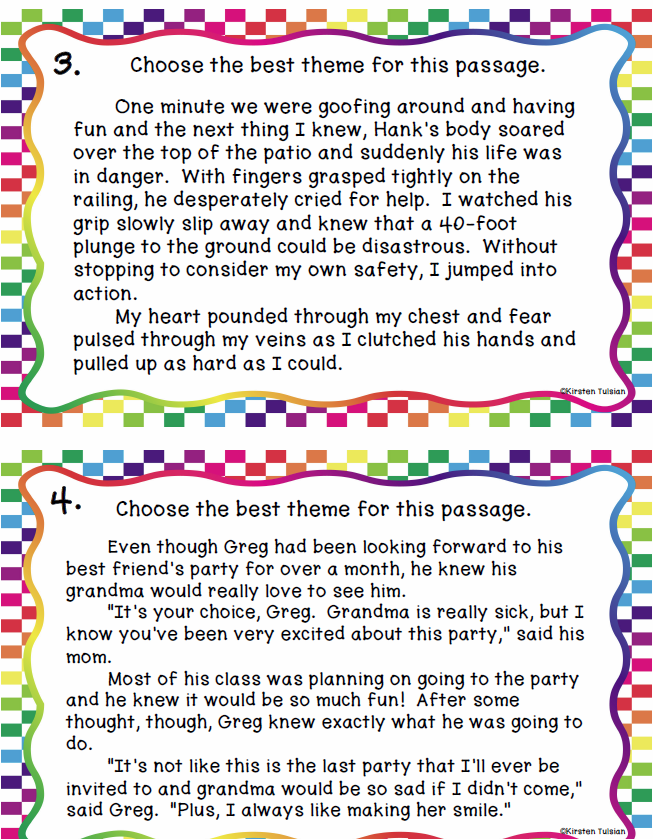 3.
Choose the best theme for this passage.
One minute we were goofing around and having
fun and the next thing I knew, Hank's body soared
over the top of the patio and suddenly his life was
in danger. With fingers grasped tightly on the
railing, he desperately cried for help. I watched his
grip slowly slip away and knew that a 40-foot
plunge to the ground could be disastrous. Without
stopping to consider my own safety, I jumped into
action.
My heart pounded through my chest and fear
pulsed through my veins as I clutched his hands and
pulled up as hard as I could.
©Kirsten Tulsian
4.
Choose the best theme for this passage.
Even though Greg had been looking forward to his
best friend's party for over a month, he knew his
grandma would really love to see him.
"It's your choice, Greg. Grandma is really sick, but I
know you've been very excited about this party," said his
mom.
Most of his class was planning on going to the party
and he knew it would be so much fun! After some
thought, though, Greg knew exactly what he was going to
do.
"It's not like this is the last party that I'll ever be
invited to and grandma would be so sad if I didn't come,"
said Greg. "Plus, I always like making her smile."
©Kirsten Tulsian